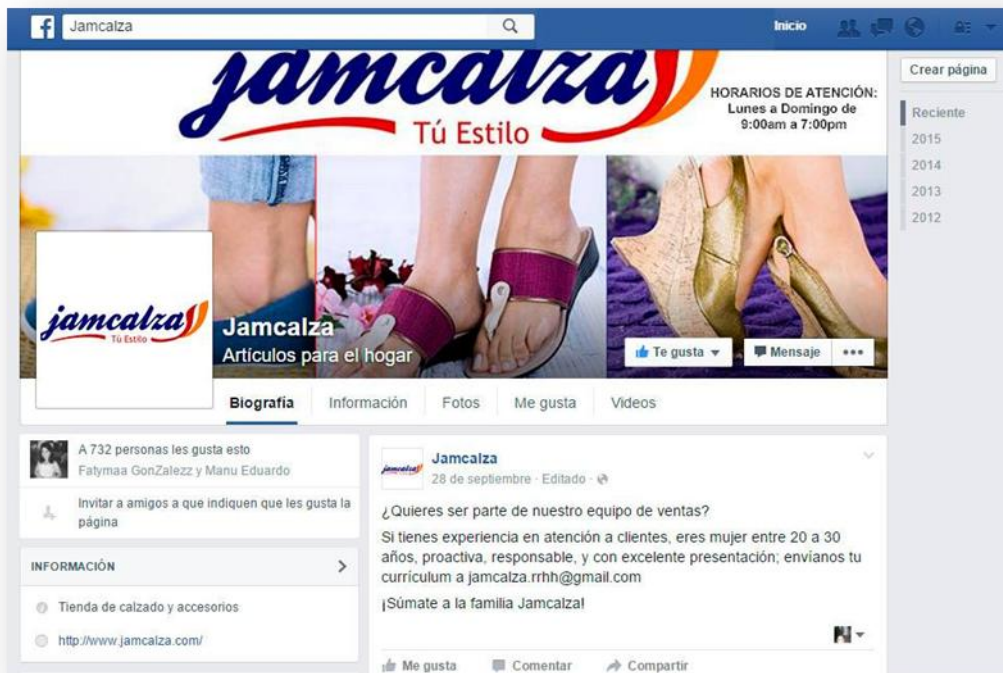 Jamcalza
Inicio
Crear página
Reciente
2015
2014
2013
2012
jamcalza
Tú Estilo
HORARIOS DE ATENCIÓN:
Lunes a Domingo de
9:00am a 7:00pm
jamcalza
Tú Estilo
Jamcalza
Artículos para el hogar
Te gusta
Mensaje
Biografía Información Fotos Me gusta Videos
A 732 personas les gusta esto
Fatymaa GonZalezz y Manu Eduardo
Invitar a amigos a que indiquen que les gusta la
página
INFORMACIÓN
Tienda de calzado y accesorios
http://www.jamcalza.com/
jamcalza
Jamcalza
28 de septiembre · Editado ·
¿Quieres ser parte de nuestro equipo de ventas?
Si tienes experiencia en atención a clientes, eres mujer entre 20 a 30
años, proactiva, responsable, y con excelente presentación; envíanos tu
currículum a jamcalza.rrhh@gmail.com
¡Súmate a la familia Jamcalza!
Me gusta Comentar Compartir